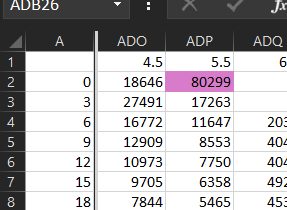 ADB26
A ADO ADP ADQ
1 4.5 5.5 6
2 0 18646 80299
3 3 27491 17263
4 6 16772 11647 203
5 9 12909 8553 404
6 12 10973 7750 404
7 15 9705 6358 492
8 18 7844 5465 453